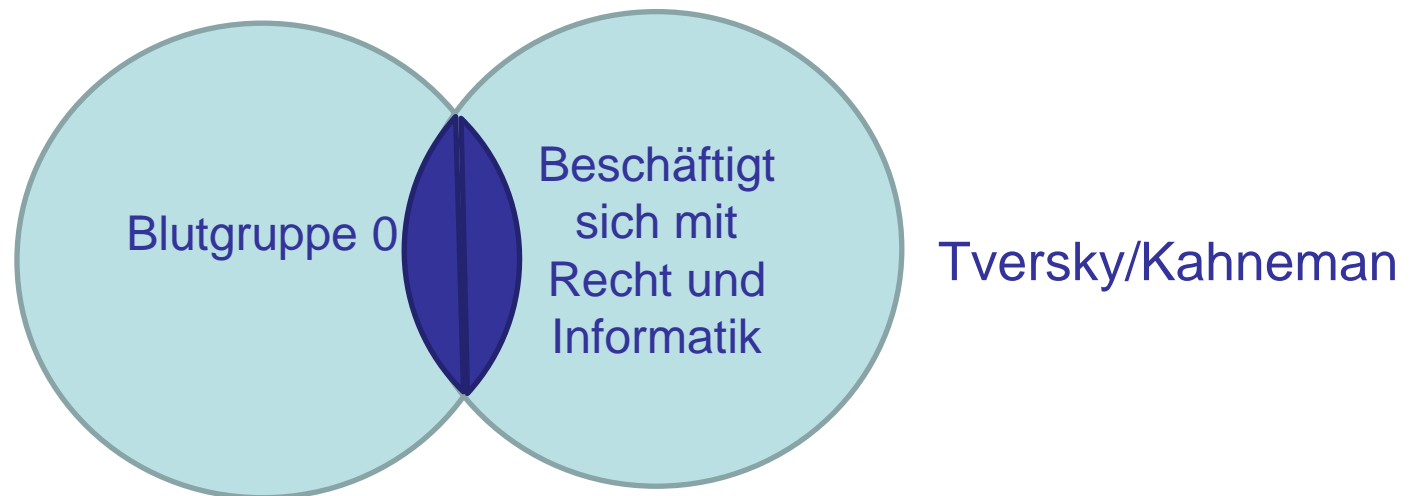 Blutgruppe 0
Beschäftigt
sich mit
Recht und
Informatik
Tversky/Kahneman